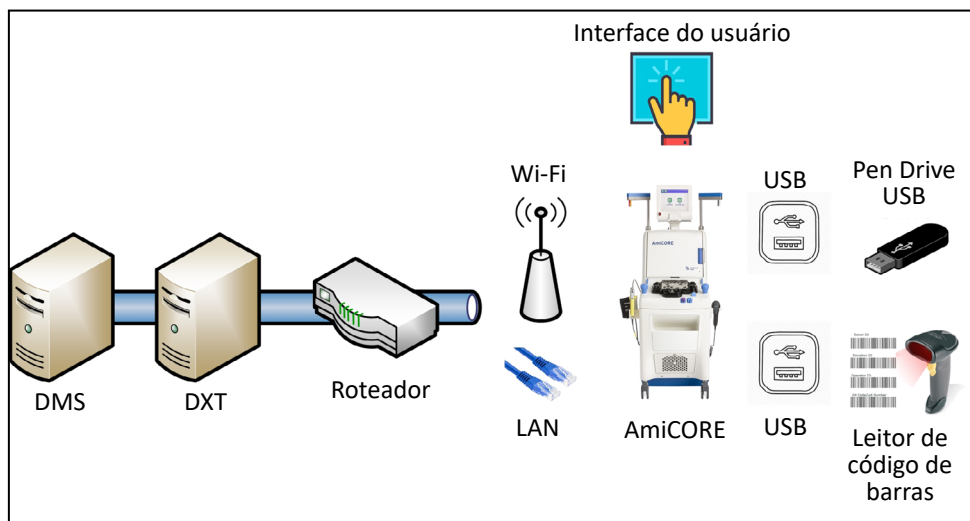 Interface do usuário
Wi-Fi
USB
Pen Drive
USB
AmiCORE
DMS
DXT
Roteador
LAN
AmiCORE
USB
Leitor de
código de
barras